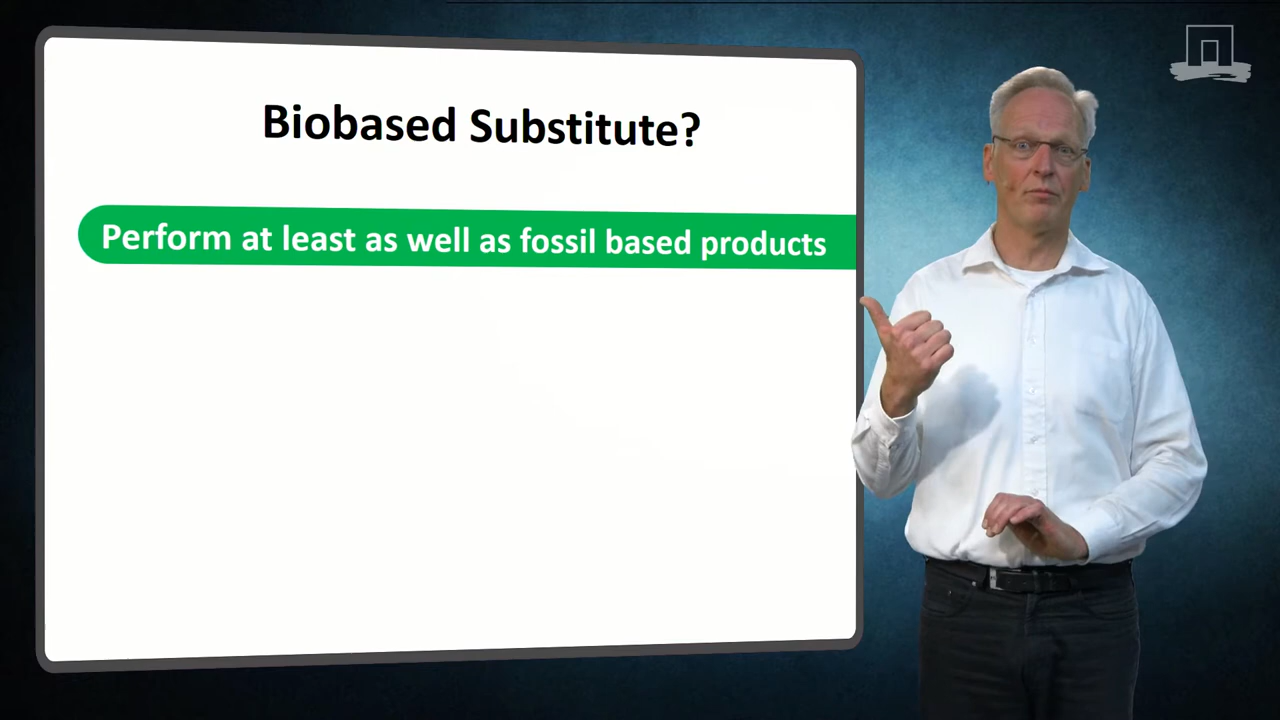 Biobased Substitute?
Perform at least as well as fossil based products